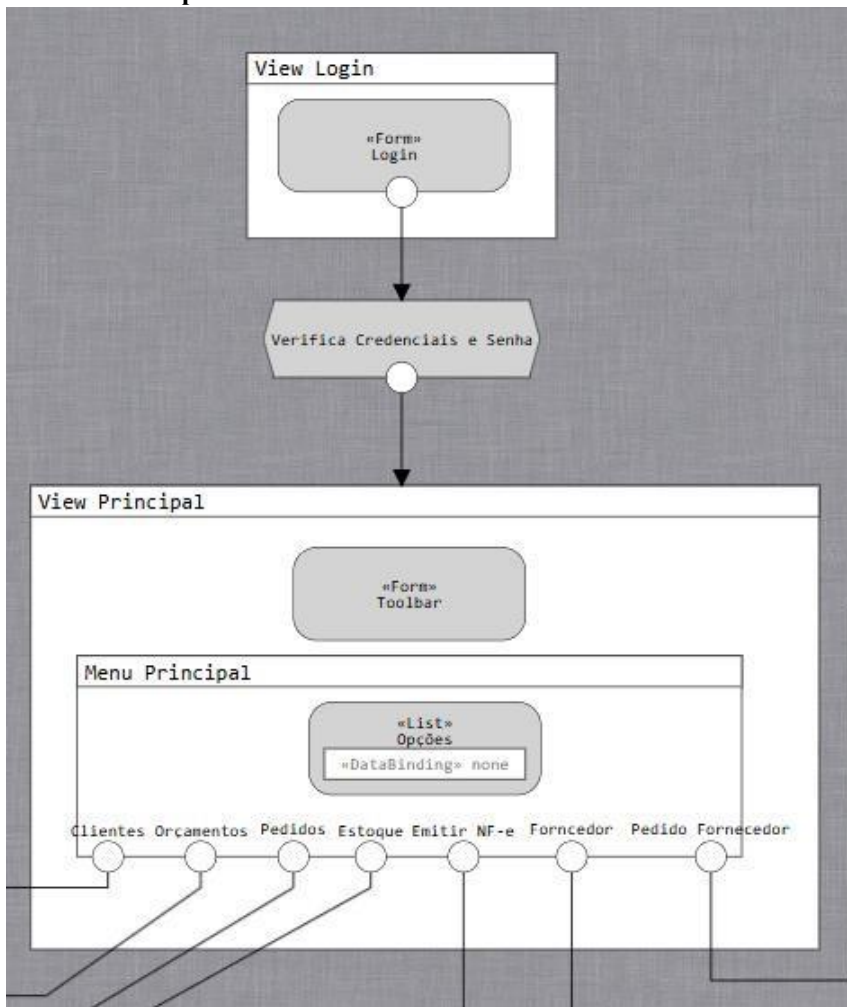 View Login
«Form»
Login
Verifica Credenciais e Senha
View Principal
«Form»
Toolbar
Menu Principal
«List»
Opções
«DataBinding» none
Clientes Orçamentos Pedidos Estoque Emitir NF-e Forncedor Pedido Fornecedor